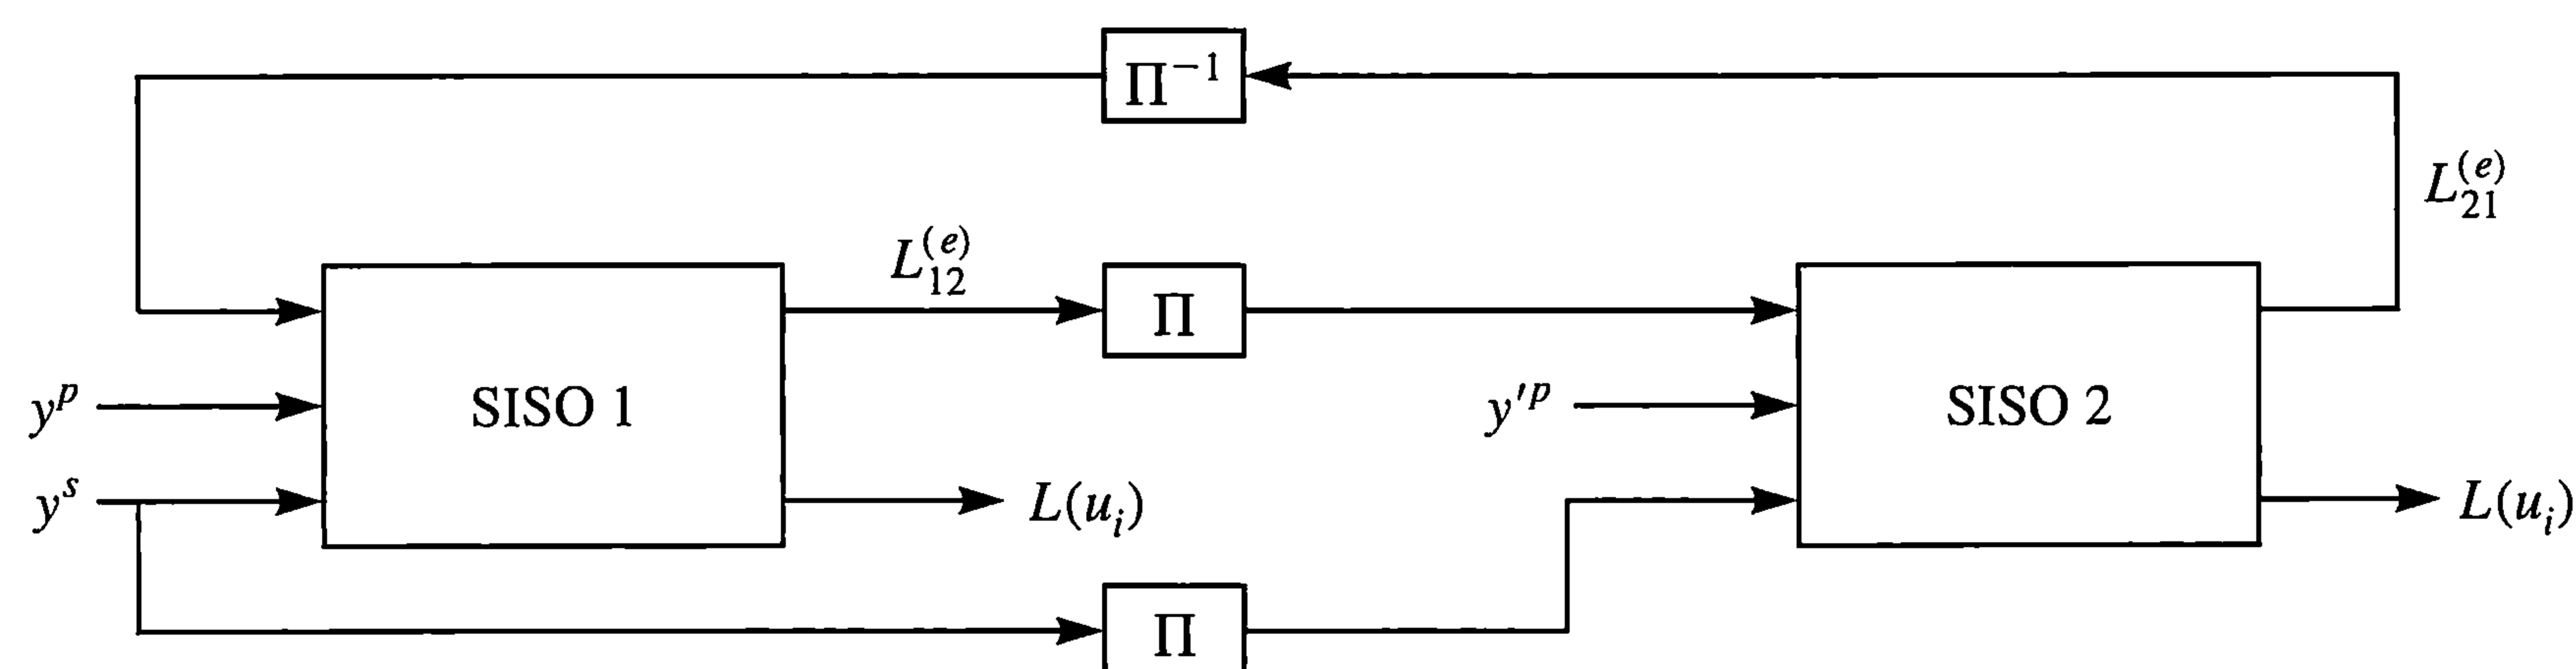 Π⁻¹
L₂₁⁽ᵉ⁾
L₁₂⁽ᵉ⁾
Π
yᵖ
SISO 1
y′ᵖ
SISO 2
yˢ
L(uᵢ)
L(uᵢ)
Π